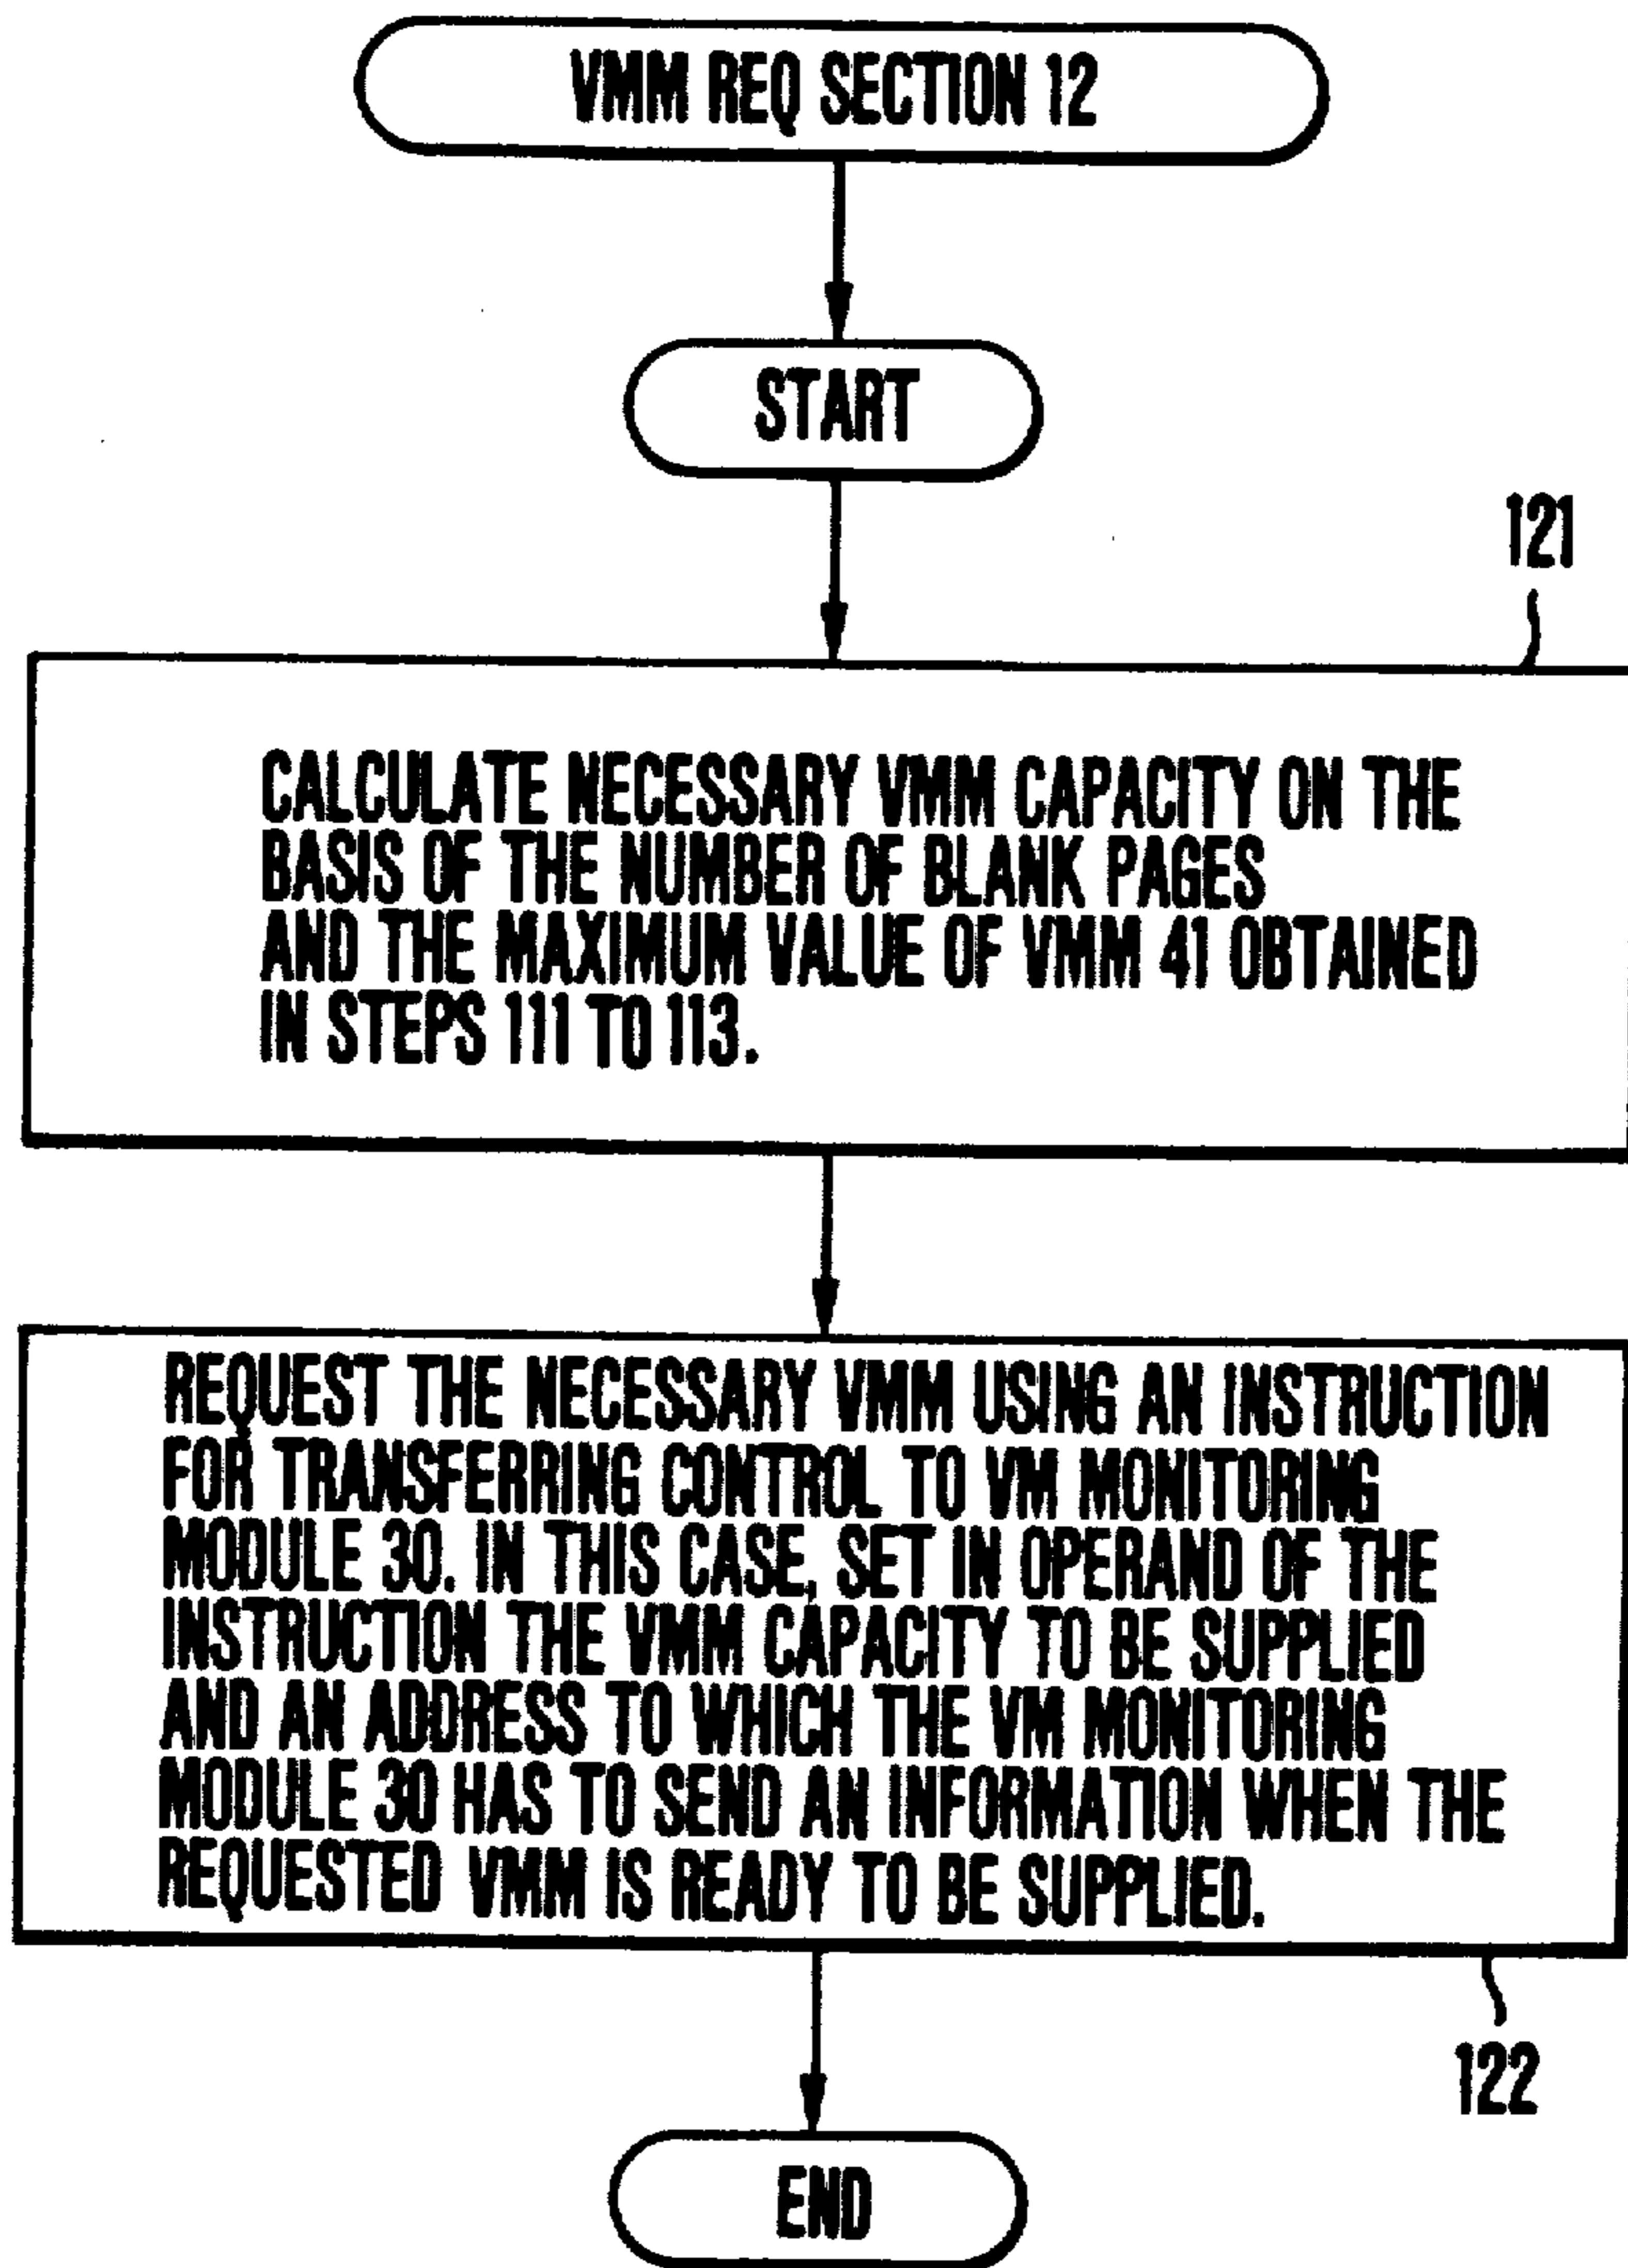 VMM REQ SECTION 12
START
121
CALCULATE NECESSARY VMM CAPACITY ON THE
BASIS OF THE NUMBER OF BLANK PAGES
AND THE MAXIMUM VALUE OF VMM 41 OBTAINED
IN STEPS 111 TO 113.
REQUEST THE NECESSARY VMM USING AN INSTRUCTION
FOR TRANSFERRING CONTROL TO VM MONITORING
MODULE 30. IN THIS CASE, SET IN OPERAND OF THE
INSTRUCTION THE VMM CAPACITY TO BE SUPPLIED
AND AN ADDRESS TO WHICH THE VM MONITORING
MODULE 30 HAS TO SEND AN INFORMATION WHEN THE
REQUESTED VMM IS READY TO BE SUPPLIED.
122
END